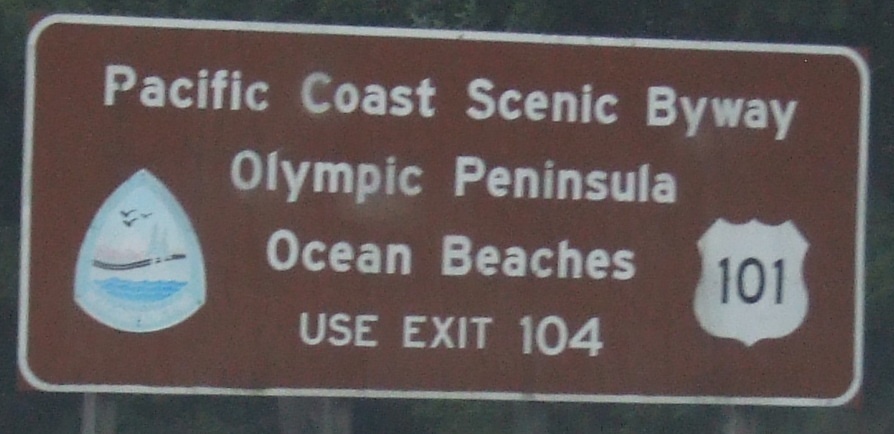 Pacific Coast Scenic Byway
Olympic Peninsula
Ocean Beaches
101
USE EXIT 104